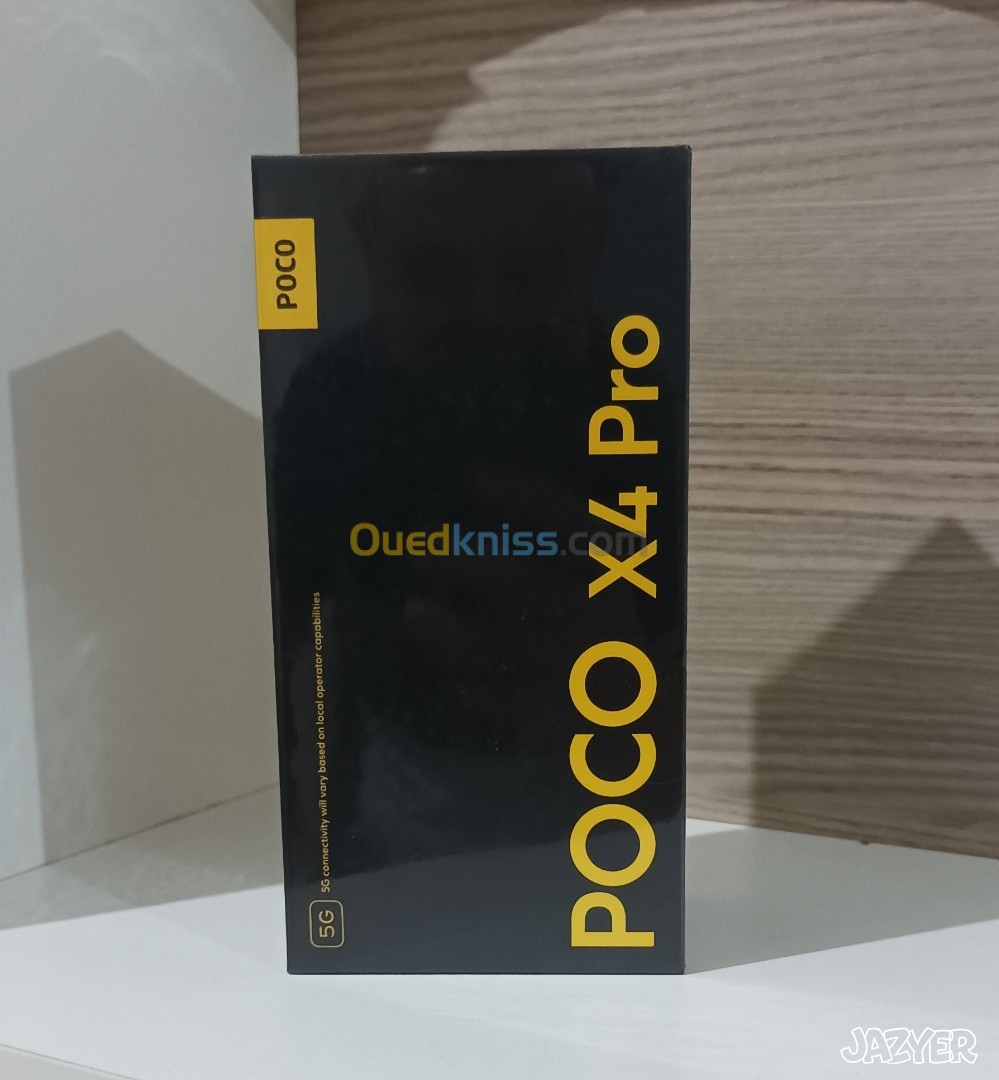 POCO
POCO X4 Pro
Ouedkniss.com
5G
5G connectivity will vary based on local operator capabilities
JAZYER